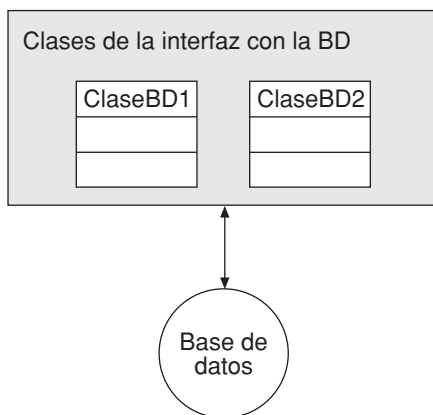 Clases de la interfaz con la BD
ClaseBD1
ClaseBD2
Base de
datos